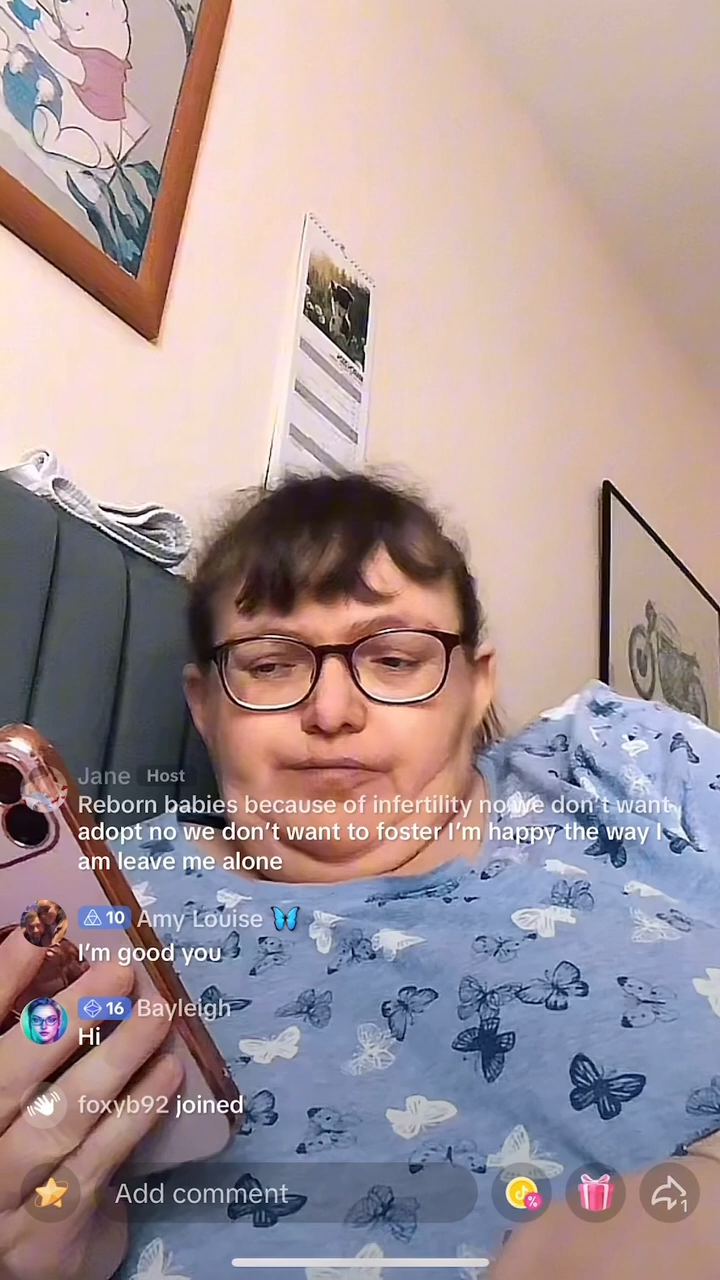 Jane Host
Reborn babies because of infertility no we don't want
adopt no we don't want to foster I'm happy the way I
am leave me alone
10 Amy Louise 🦋
I'm good you
16 Bayleigh
Hi
foxyb92 joined
Add comment
1